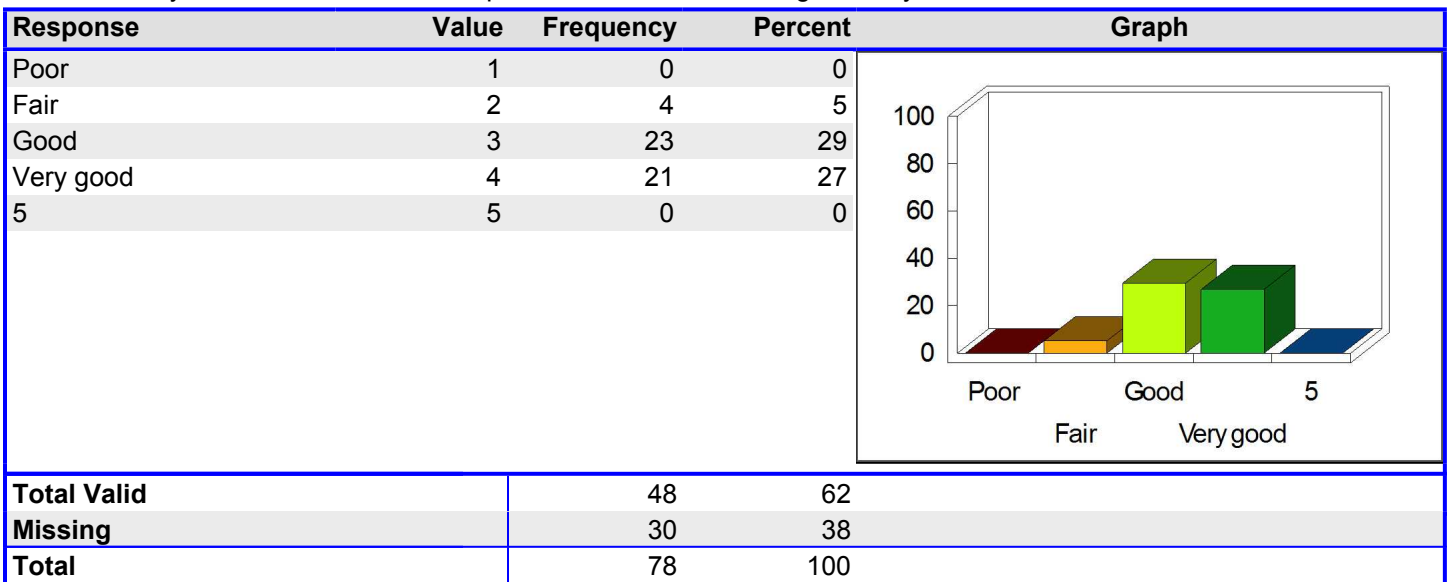 Response Value Frequency Percent Graph
Poor 1 0 0
Fair 2 4 5
Good 3 23 29
Very good 4 21 27
5 5 0 0
100
80
60
40
20
0
Poor Good 5
Fair Very good
Total Valid 48 62
Missing 30 38
Total 78 100